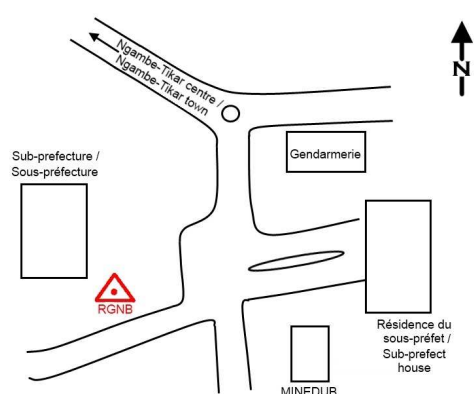 Ngambe-Tikar centre /
Ngambe-Tikar town
N
Gendarmerie
Sub-prefecture /
Sous-préfecture
RGNB
Résidence du
sous-préfet /
Sub-prefect
house
MINEDUB